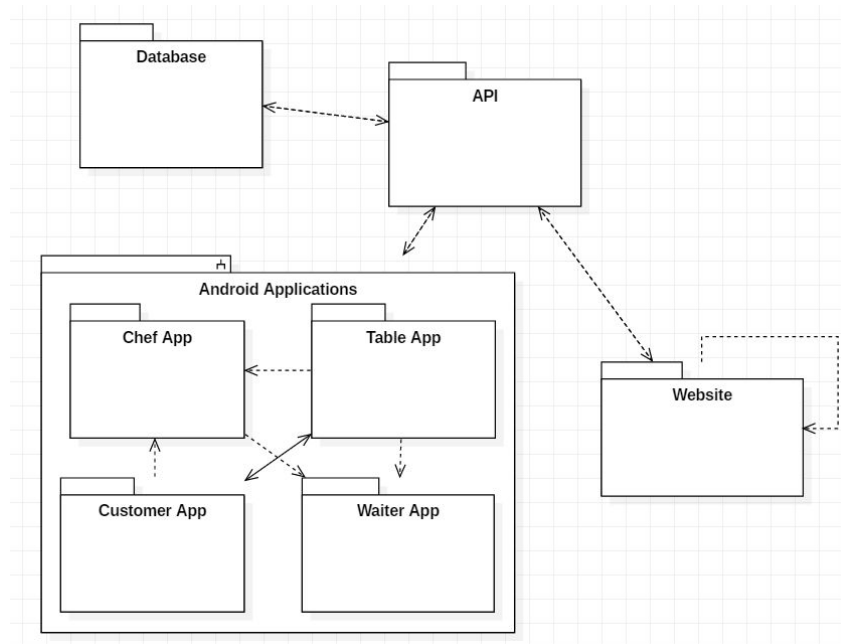 Database
API
Android Applications
Chef App
Table App
Website
Customer App
Waiter App